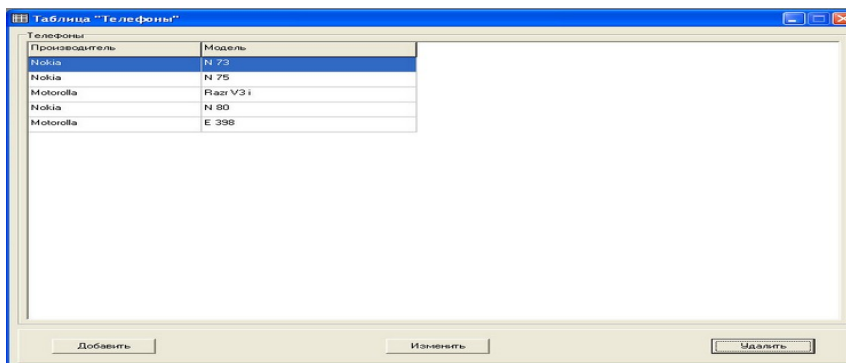 Таблица "Телефоны"
Телефоны
Производитель Модель
Nokia N 73
Nokia N 75
Motorolla Razr V3 i
Nokia N 80
Motorolla E 398
Добавить Изменить Удалить